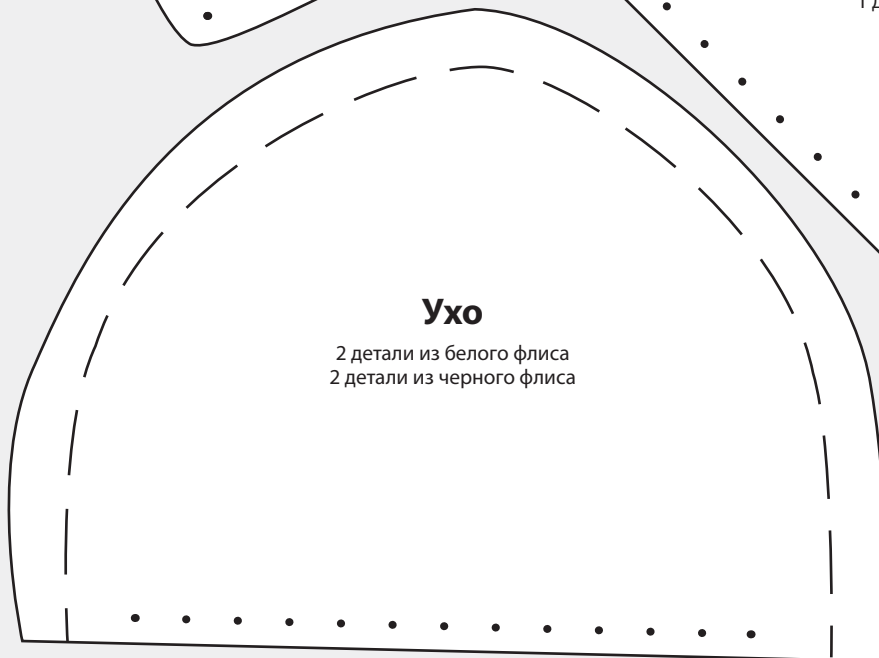 Ухо
2 детали из белого флиса
2 детали из черного флиса